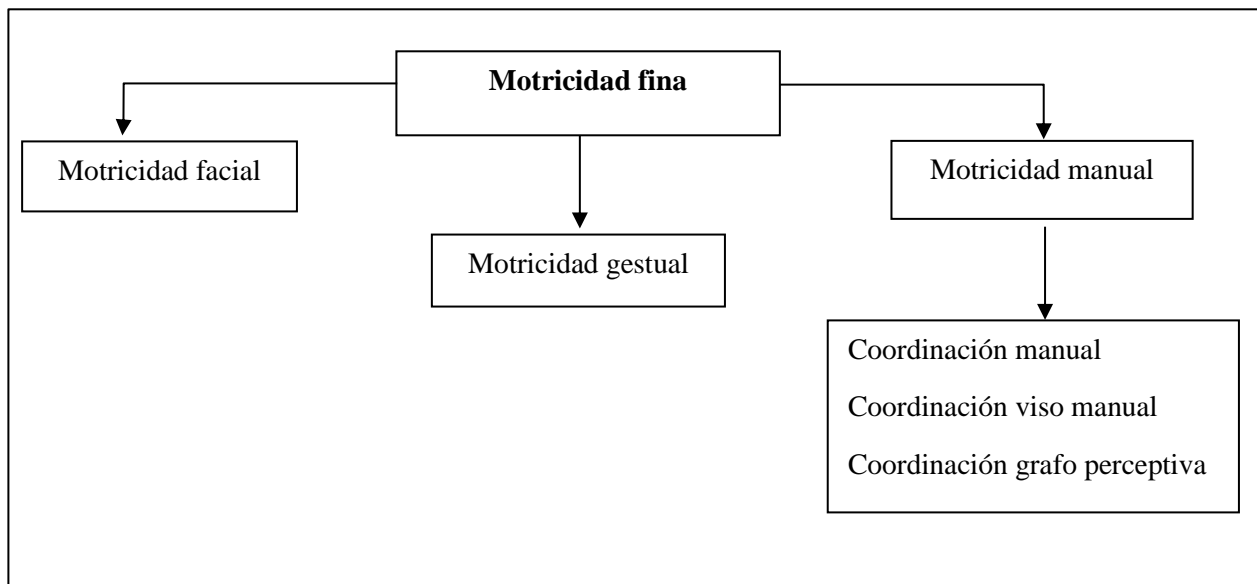 Motricidad fina
Motricidad facial
Motricidad manual
Motricidad gestual
Coordinación manual
Coordinación viso manual
Coordinación grafo perceptiva